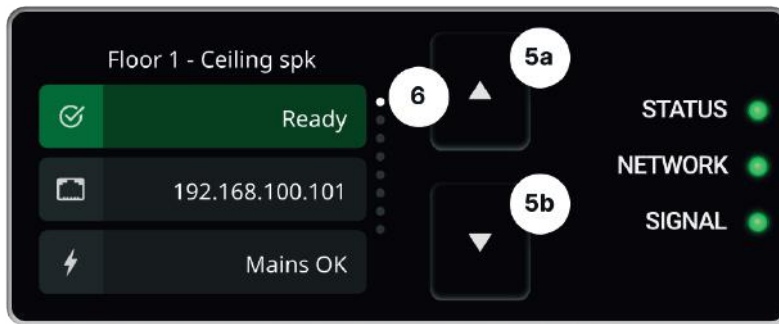 Floor 1 - Ceiling spk
Ready
192.168.100.101
Mains OK
6
5a
5b
STATUS
NETWORK
SIGNAL